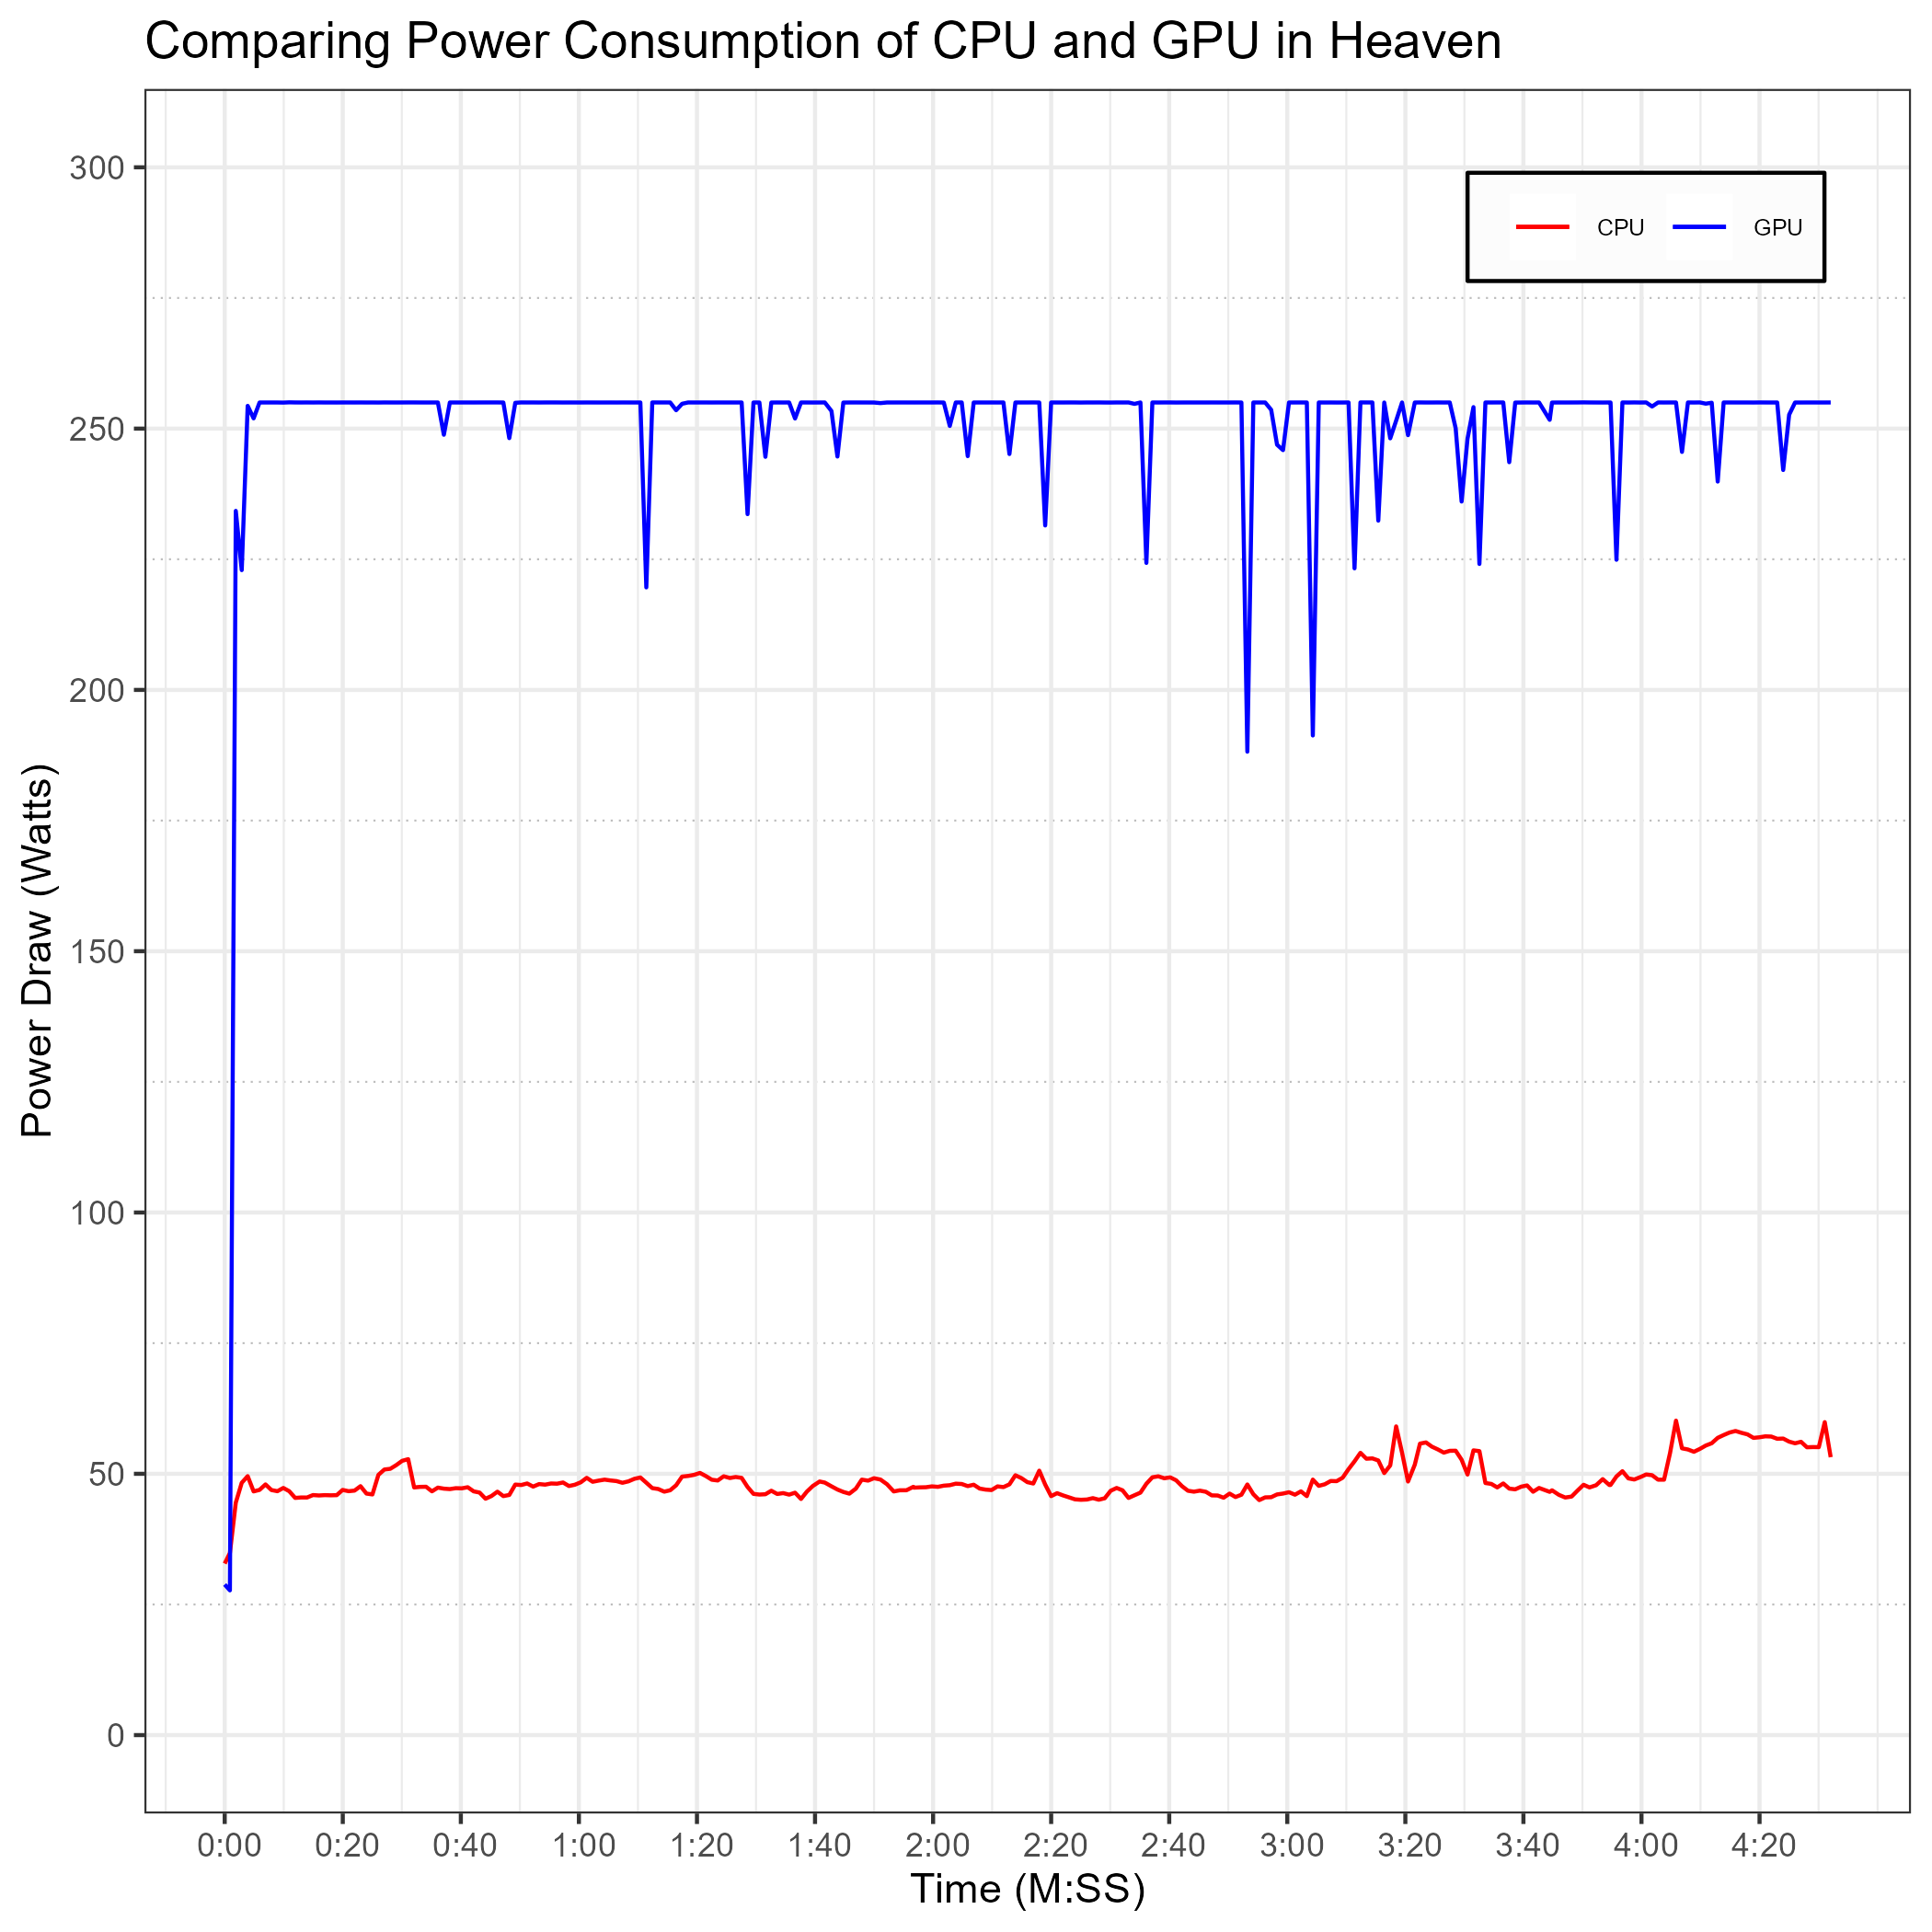 Comparing Power Consumption of CPU and GPU in Heaven
300
250
200
150
100
50
0
Power Draw (Watts)
CPU GPU
0:00 0:20 0:40 1:00 1:20 1:40 2:00 2:20 2:40 3:00 3:20 3:40 4:00 4:20
Time (M:SS)